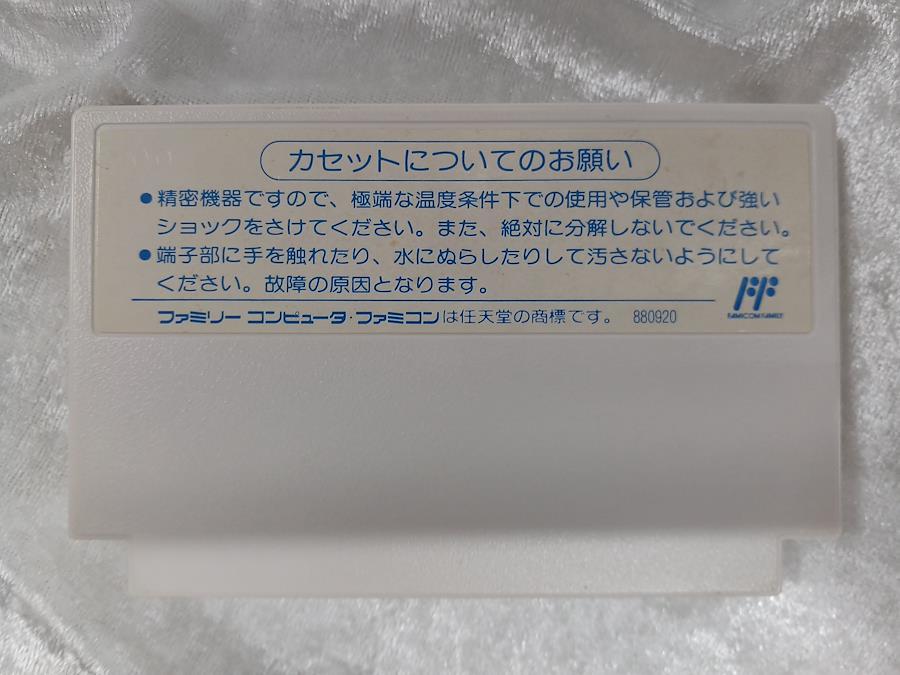 カセットについてのお願い
●精密機器ですので、極端な温度条件下での使用や保管および強い
ショックをさけてください。また、絶対に分解しないでください。
●端子部に手を触れたり、水にぬらしたりして汚さないようにして
ください。故障の原因となります。
FF
FAMICOM FAMILY
ファミリー コンピュータ・ファミコンは任天堂の商標です。 880920